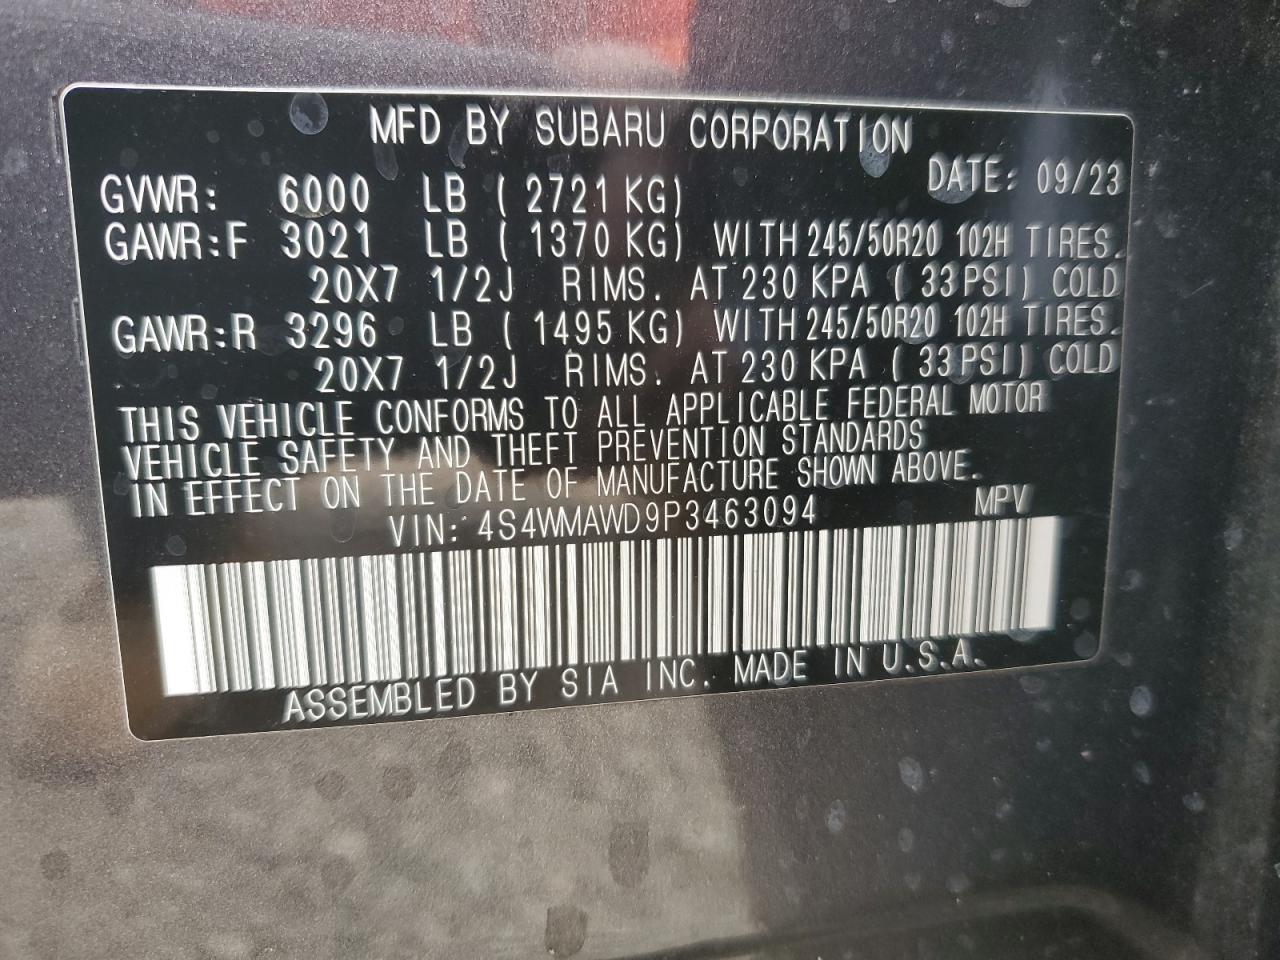 MFD BY SUBARU CORPORATION
DATE: 09/23
GVWR: 6000 LB ( 2721 KG)
GAWR:F 3021 LB ( 1370 KG) WITH 245/50R20 102H TIRES.
20X7 1/2J RIMS. AT 230 KPA ( 33 PSI) COLD
GAWR:R 3296 LB ( 1495 KG) WITH 245/50R20 102H TIRES.
20X7 1/2J RIMS. AT 230 KPA ( 33 PSI) COLD
THIS VEHICLE CONFORMS TO ALL APPLICABLE FEDERAL MOTOR
VEHICLE SAFETY AND THEFT PREVENTION STANDARDS
IN EFFECT ON THE DATE OF MANUFACTURE SHOWN ABOVE.
VIN: 4S4WMAWD9P3463094 MPV
ASSEMBLED BY SIA INC. MADE IN U.S.A.